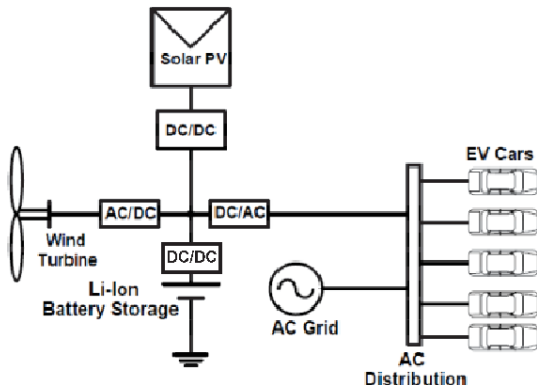 Solar PV
DC/DC
EV Cars
AC/DC
DC/AC
Wind
Turbine
DC/DC
Li-Ion
Battery Storage
AC Grid
AC
Distribution